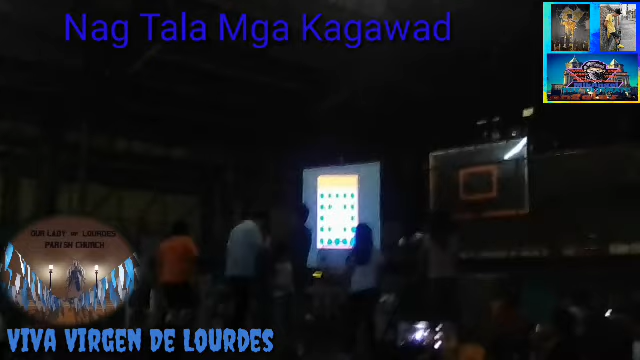 Nag Tala Mga Kagawad
OUR LADY OF LOURDES
PARISH CHURCH
VIVA VIRGEN DE LOURDES